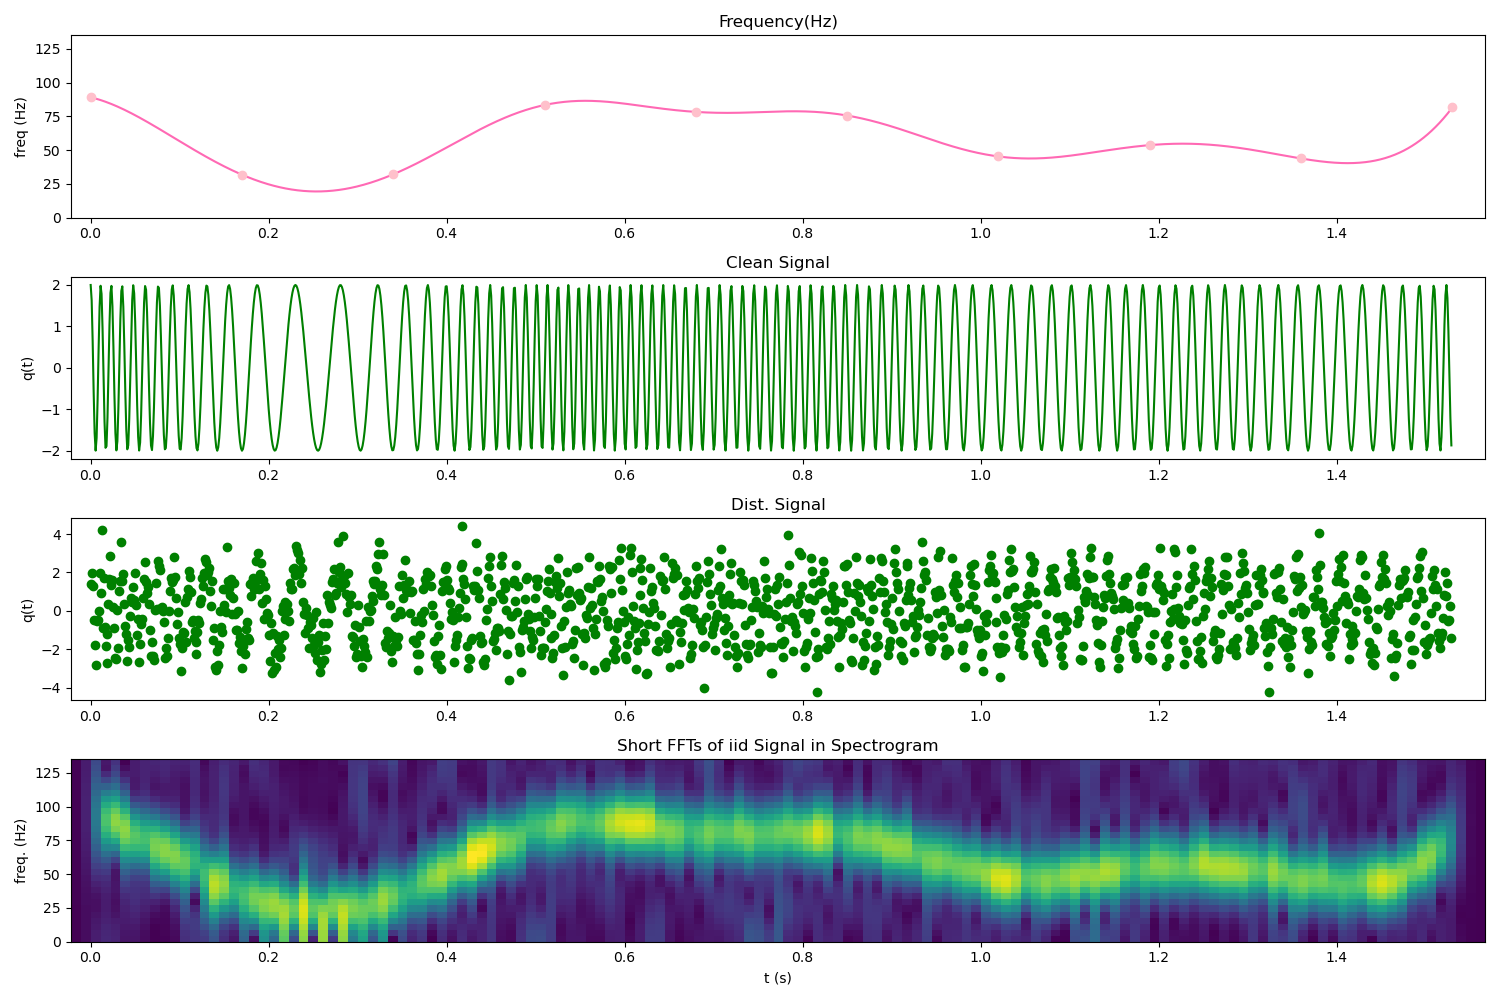 Frequency(Hz)
freq (Hz)
125
100
75
50
25
0
0.0 0.2 0.4 0.6 0.8 1.0 1.2 1.4
Clean Signal
q(t)
2
1
0
−1
−2
0.0 0.2 0.4 0.6 0.8 1.0 1.2 1.4
Dist. Signal
q(t)
4
2
0
−2
−4
0.0 0.2 0.4 0.6 0.8 1.0 1.2 1.4
Short FFTs of iid Signal in Spectrogram
freq. (Hz)
125
100
75
50
25
0
0.0 0.2 0.4 0.6 0.8 1.0 1.2 1.4
t (s)